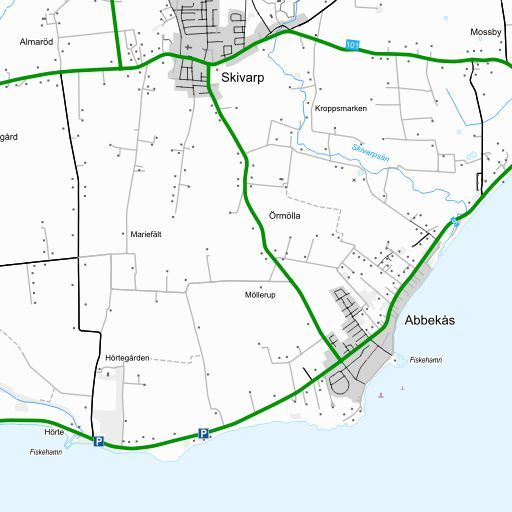 Mossby
Almaröd
101
Skivarp
Kroppsmarken
gård
Skivarpsån
Örmölla
Mariefält
Möllerup
Abbekås
Hörtegården
Fiskehamn
Hörte
P
P
Fiskehamn